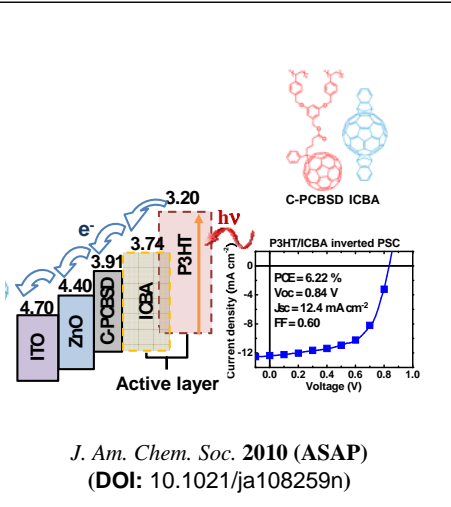 C-PCBSD ICBA
3.20
hν
e-
3.74
3.91
4.40
4.70
ITO
ZnO
C-PCBSD
ICBA
P3HT
Active layer
P3HT/ICBA inverted PSC
PCE = 6.22 %
Voc = 0.84 V
Jsc = 12.4 mA cm-2
FF = 0.60
Current density (mA cm-2)
0
-4
-8
-12
0.0 0.2 0.4 0.6 0.8 1.0
Voltage (V)
J. Am. Chem. Soc. 2010 (ASAP)
(DOI: 10.1021/ja108259n)